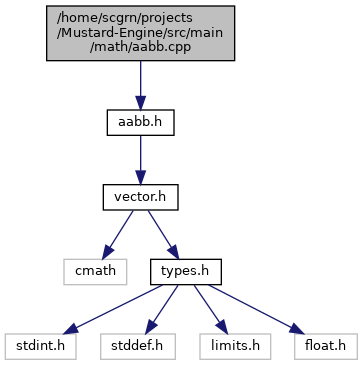 /home/scgrn/projects
/Mustard-Engine/src/main
/math/aabb.cpp
aabb.h
vector.h
cmath
types.h
stdint.h
stddef.h
limits.h
float.h